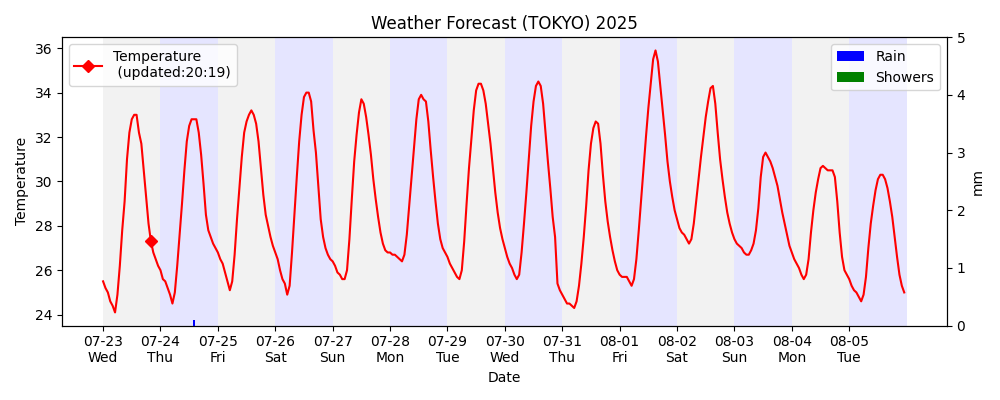 Weather Forecast (TOKYO) 2025
Temperature
(updated:20:19)
Rain
Showers
Temperature
36
34
32
30
28
26
24
5
4
3
2
1
0
mm
07-23 07-24 07-25 07-26 07-27 07-28 07-29 07-30 07-31 08-01 08-02 08-03 08-04 08-05
Wed Thu Fri Sat Sun Mon Tue Wed Thu Fri Sat Sun Mon Tue
Date